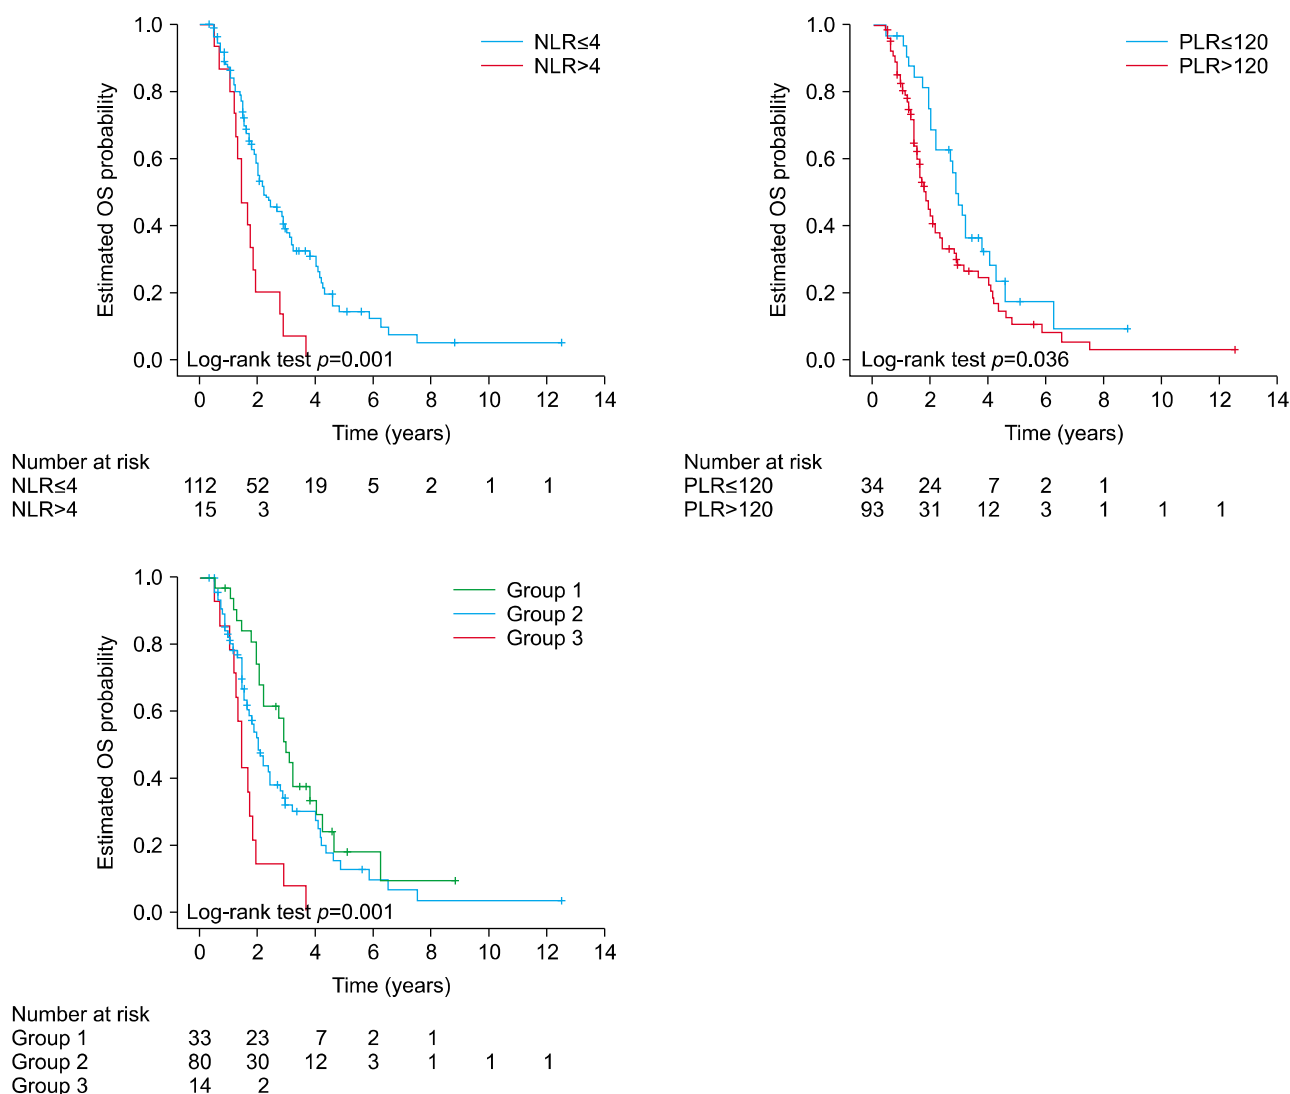 1.0
0.8
0.6
0.4
0.2
0.0
Estimated OS probability
NLR≤4
NLR>4
Log-rank test p=0.001
0 2 4 6 8 10 12 14
Time (years)
Number at risk
NLR≤4 112 52 19 5 2 1 1
NLR>4 15 3
1.0
0.8
0.6
0.4
0.2
0.0
Estimated OS probability
PLR≤120
PLR>120
Log-rank test p=0.036
0 2 4 6 8 10 12 14
Time (years)
Number at risk
PLR≤120 34 24 7 2 1
PLR>120 93 31 12 3 1 1 1
1.0
0.8
0.6
0.4
0.2
0.0
Estimated OS probability
Group 1
Group 2
Group 3
Log-rank test p=0.001
0 2 4 6 8 10 12 14
Time (years)
Number at risk
Group 1 33 23 7 2 1
Group 2 80 30 12 3 1 1 1
Group 3 14 2